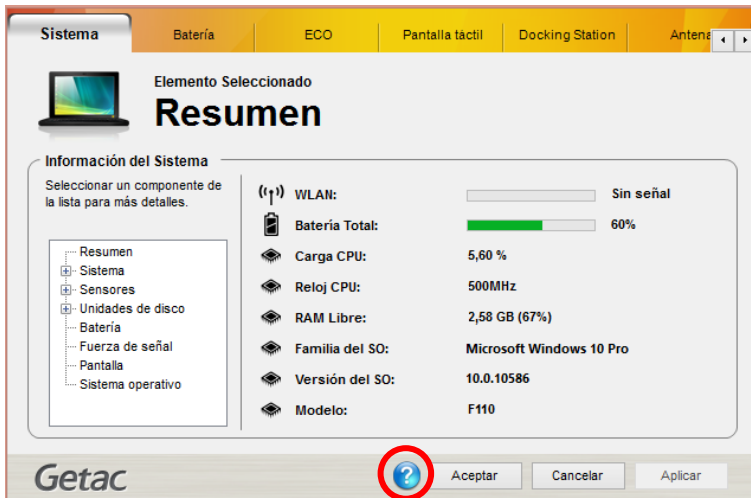 Sistema Batería ECO Pantalla táctil Docking Station Antena
Elemento Seleccionado
Resumen
Información del Sistema
Seleccionar un componente de
la lista para más detalles.
Resumen
Sistema
Sensores
Unidades de disco
Batería
Fuerza de señal
Pantalla
Sistema operativo
WLAN: Sin señal
Batería Total: 60%
Carga CPU: 5,60 %
Reloj CPU: 500MHz
RAM Libre: 2,58 GB (67%)
Familia del SO: Microsoft Windows 10 Pro
Versión del SO: 10.0.10586
Modelo: F110
Getac ? Aceptar Cancelar Aplicar